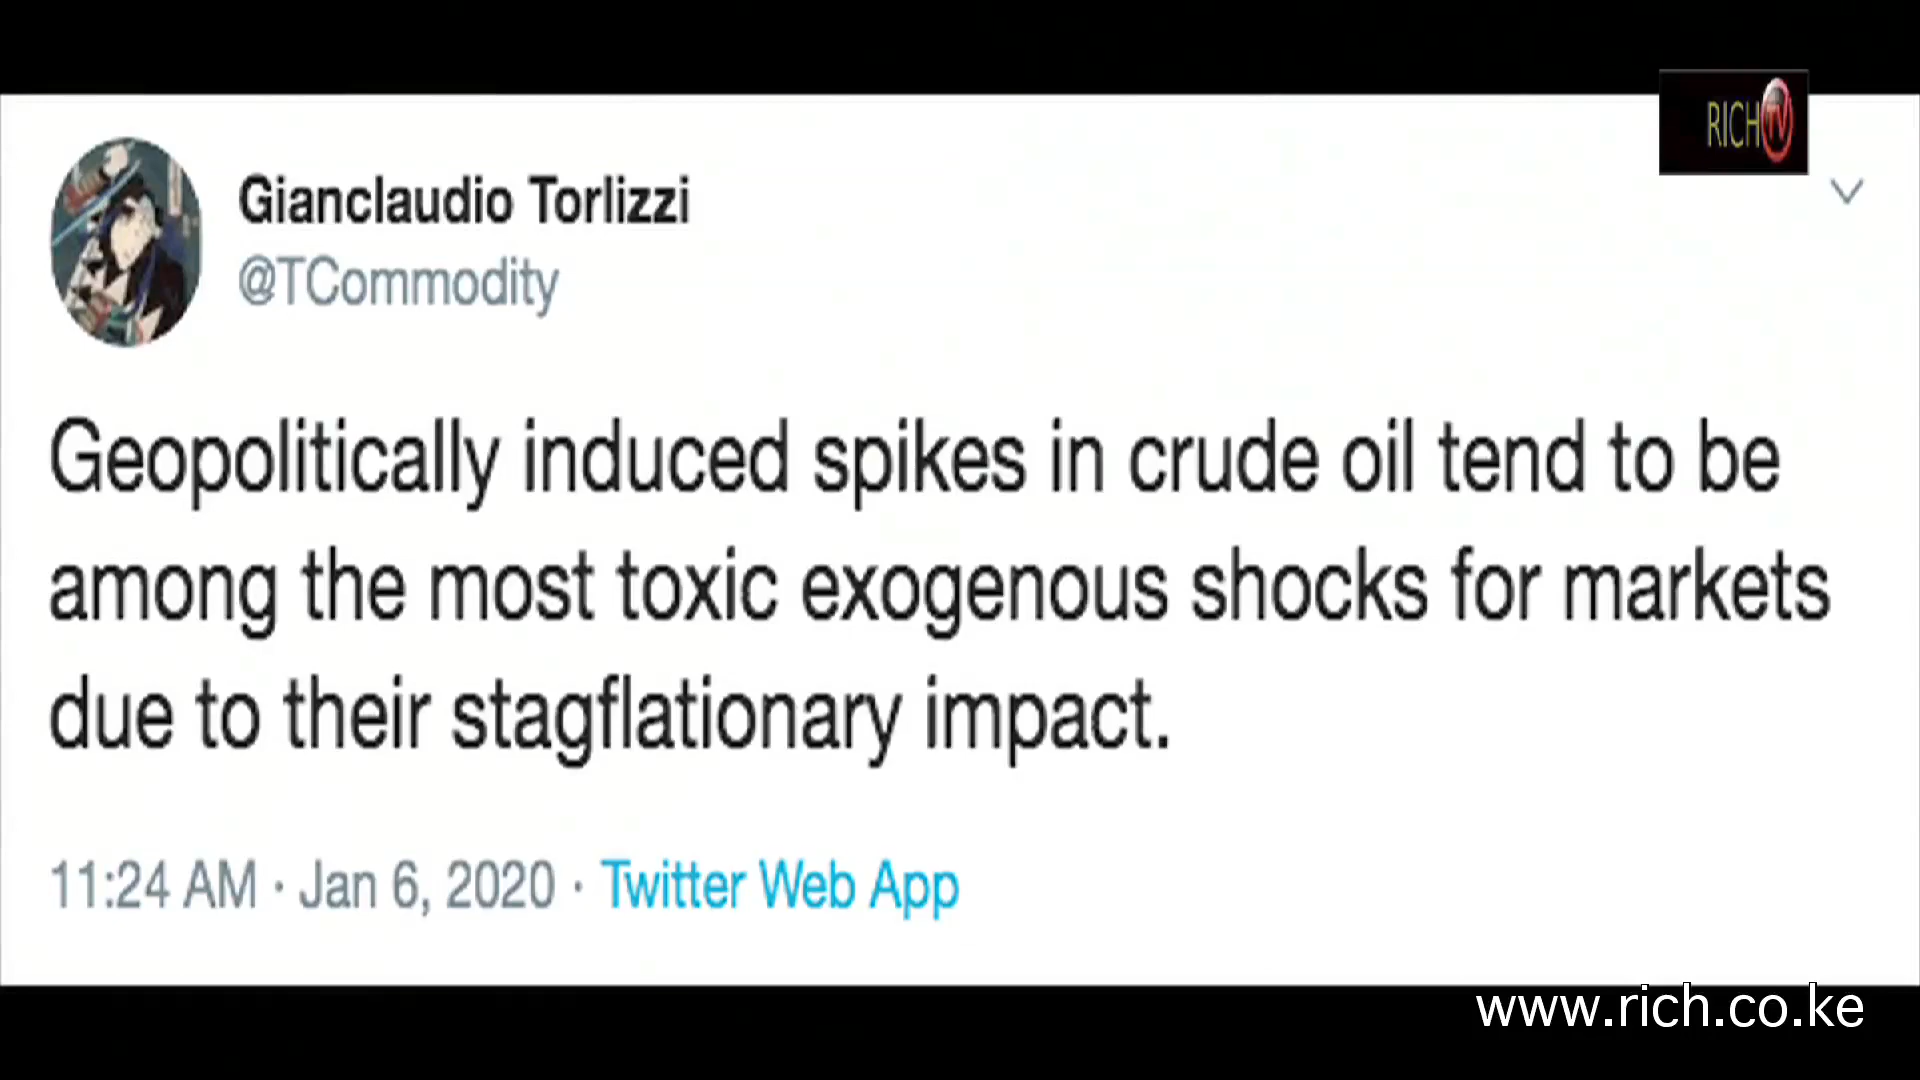 RICH TV
Gianclaudio Torlizzi
@TCommodity
Geopolitically induced spikes in crude oil tend to be
among the most toxic exogenous shocks for markets
due to their stagflationary impact.
11:24 AM · Jan 6, 2020 · Twitter Web App
www.rich.co.ke